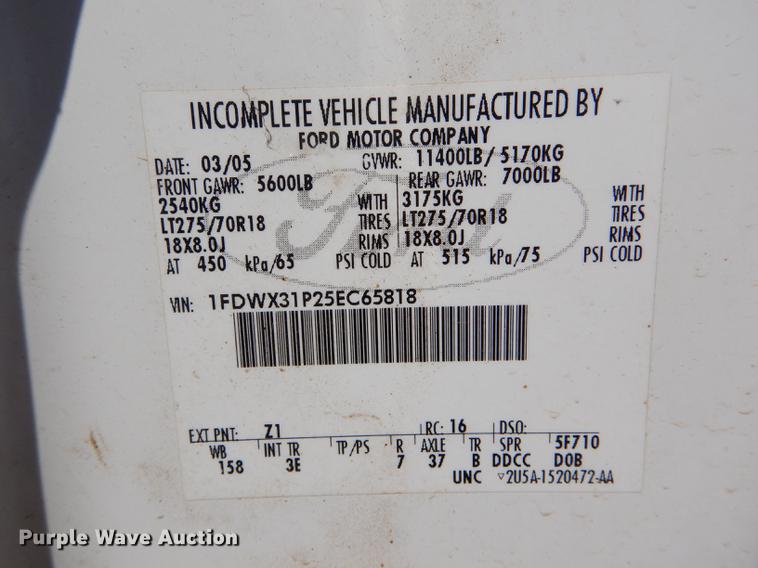 INCOMPLETE VEHICLE MANUFACTURED BY
FORD MOTOR COMPANY
DATE: 03/05 GVWR: 11400LB/ 5170KG
FRONT GAWR: 5600LB REAR GAWR: 7000LB
2540KG WITH 3175KG WITH
LT275/70R18 TIRES LT275/70R18 TIRES
18X8.0J RIMS 18X8.0J RIMS
AT 450 kPa/65 PSI COLD AT 515 kPa/75 PSI COLD
Ford
VIN: 1FDWX31P25EC65818
EXT PNT: Z1 RC: 16 DSO:
WB INT TR TP/PS R AXLE TR SPR 5F710
158 3E 7 37 B DDCC D0B
UNC 2U5A-1520472-AA
Purple Wave Auction